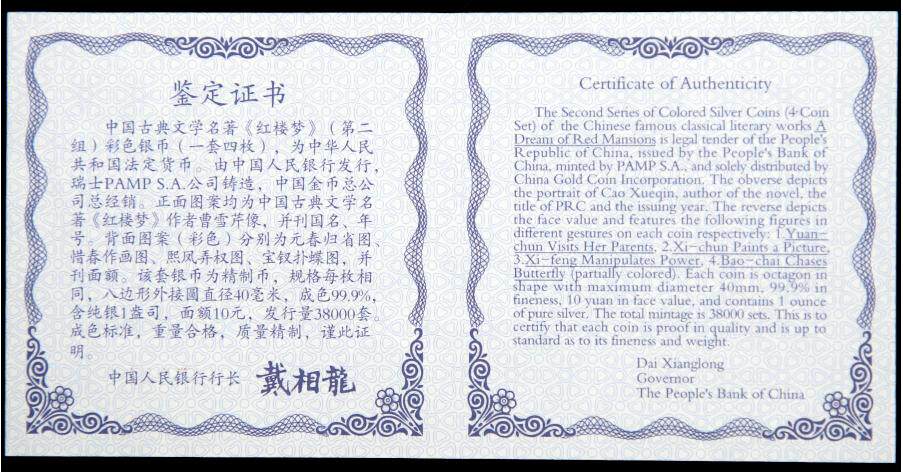 鉴定证书
中国古典文学名著《红楼梦》（第二
组）彩色银币（一套四枚），为中华人民
共和国法定货币。由中国人民银行发行，
瑞士PAMP S.A.公司铸造，中国金币总公
司总经销。正面图案均为中国古典文学名
著《红楼梦》作者曹雪芹像，并刊国名、年
号。背面图案（彩色）分别为元春归省图、
惜春作画图、熙凤弄权图、宝钗扑蝶图，并
刊面额。该套银币为精制币，规格每枚相
同，八边形外接圆直径40毫米，成色99.9%，
含纯银1盎司，面额10元，发行量38000套。
成色标准，重量合格，质量精制，谨此证
明。
中国人民银行行长 戴相龍
Certificate of Authenticity
The Second Series of Colored Silver Coins (4-Coin
Set) of the Chinese famous classical literary works A
Dream of Red Mansions is legal tender of the People's
Republic of China, issued by the People's Bank of
China, minted by PAMP S.A., and solely distributed by
China Gold Coin Incorporation. The obverse depicts
the portrait of Cao Xueqin, author of the novel, the
title of PRC and the issuing year. The reverse depicts
the face value and features the following figures in
different gestures on each coin respectively: 1.Yuan-
chun Visits Her Parents, 2.Xi-chun Paints a Picture,
3.Xi-feng Manipulates Power, 4.Bao-chai Chases
Butterfly (partially colored). Each coin is octagon in
shape with maximum diameter 40mm, 99.9% in
fineness, 10 yuan in face value, and contains 1 ounce
of pure silver. The total mintage is 38000 sets. This is to
certify that each coin is proof in quality and is up to
standard as to its fineness and weight.
Dai Xianglong
Governor
The People's Bank of China